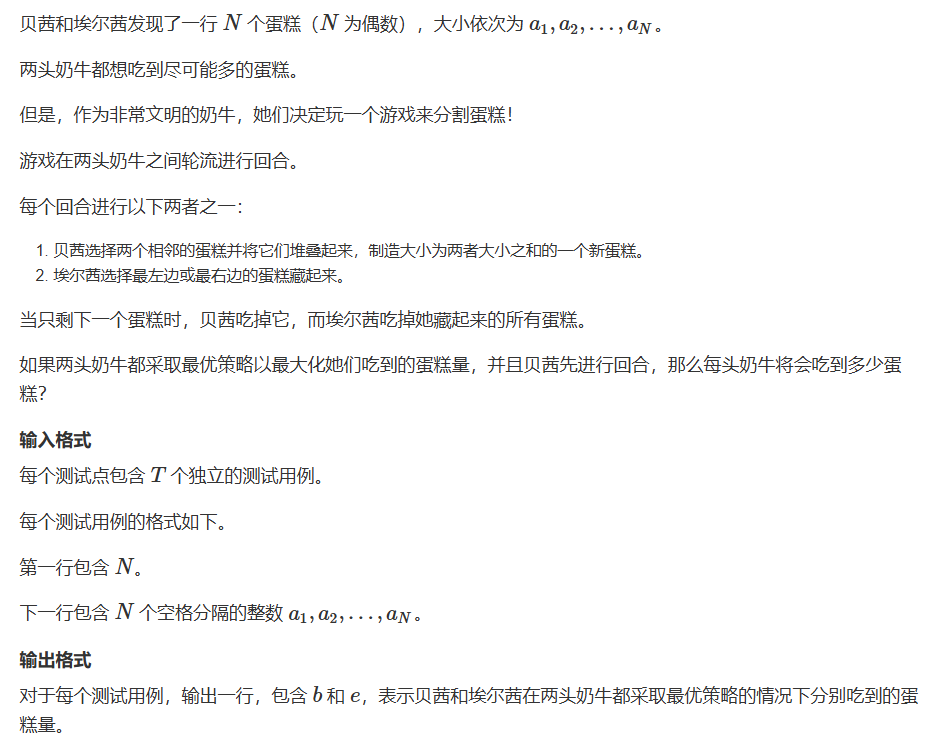 贝茜和埃尔茜发现了一行 N 个蛋糕（N 为偶数），大小依次为 a₁, a₂, . . . , a_N。
两头奶牛都想吃到尽可能多的蛋糕。
但是，作为非常文明的奶牛，她们决定玩一个游戏来分割蛋糕！
游戏在两头奶牛之间轮流进行回合。
每个回合进行以下两者之一：
1. 贝茜选择两个相邻的蛋糕并将它们堆叠起来，制造大小为两者大小之和的一个新蛋糕。
2. 埃尔茜选择最左边或最右边的蛋糕藏起来。
当只剩下一个蛋糕时，贝茜吃掉它，而埃尔茜吃掉她藏起来的所有蛋糕。
如果两头奶牛都采取最优策略以最大化她们吃到的蛋糕量，并且贝茜先进行回合，那么每头奶牛将会吃到多少蛋
糕？
输入格式
每个测试点包含 T 个独立的测试用例。
每个测试用例的格式如下。
第一行包含 N。
下一行包含 N 个空格分隔的整数 a₁, a₂, . . . , a_N。
输出格式
对于每个测试用例，输出一行，包含 b 和 e，表示贝茜和埃尔茜在两头奶牛都采取最优策略的情况下分别吃到的蛋
糕量。